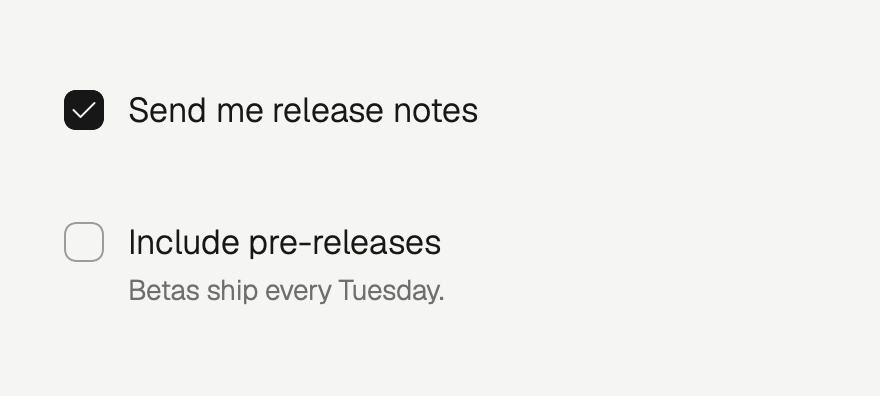 Send me release notes
Include pre-releases
Betas ship every Tuesday.